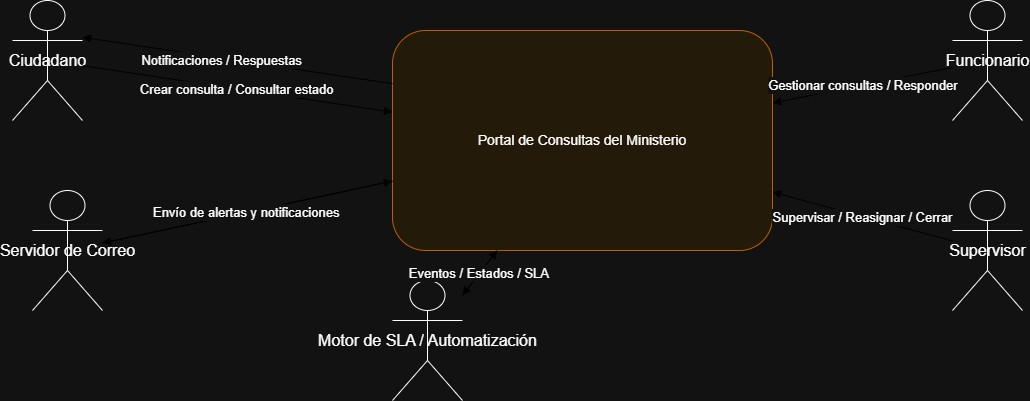 Ciudadano
Notificaciones / Respuestas
Crear consulta / Consultar estado
Funcionario
Gestionar consultas / Responder
Portal de Consultas del Ministerio
Servidor de Correo
Envío de alertas y notificaciones
Supervisar / Reasignar / Cerrar
Supervisor
Eventos / Estados / SLA
Motor de SLA / Automatización